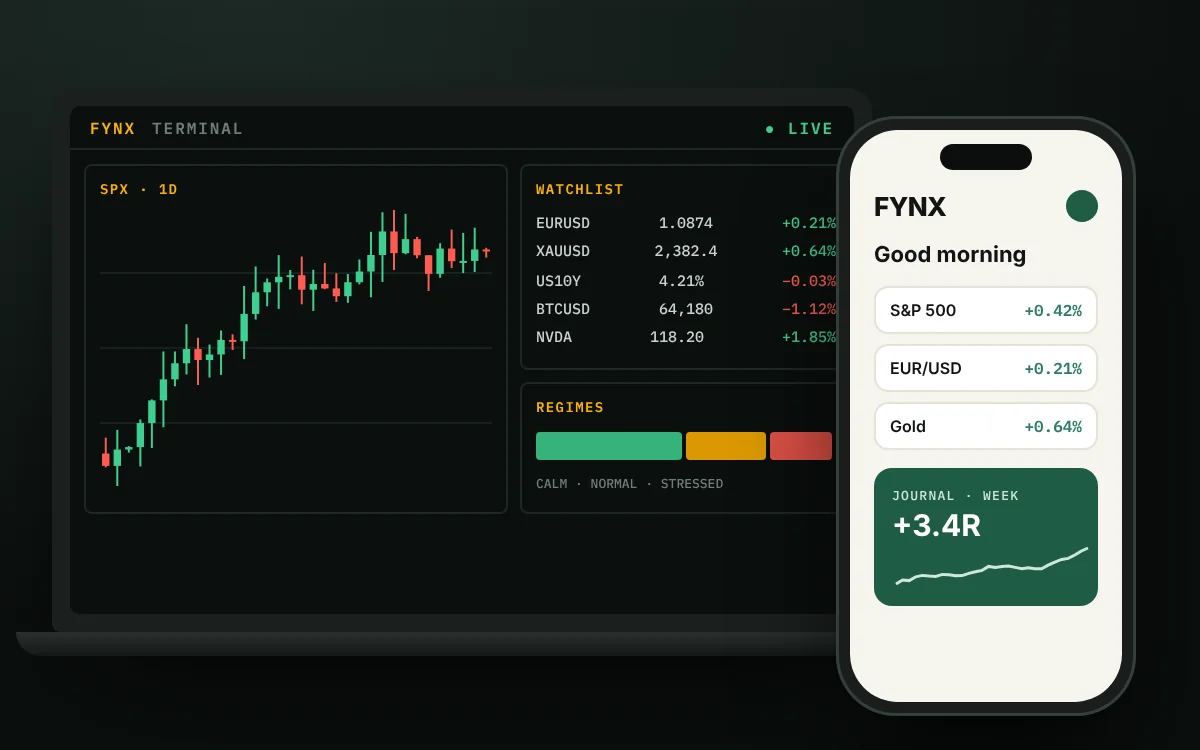 FYNX TERMINAL
● LIVE
SPX · 1D
WATCHLIST
EURUSD 1.0874 +0.21%
XAUUSD 2,382.4 +0.64%
US10Y 4.21% −0.03%
BTCUSD 64,180 −1.12%
NVDA 118.20 +1.85%
REGIMES
CALM · NORMAL · STRESSED
FYNX
Good morning
S&P 500 +0.42%
EUR/USD +0.21%
Gold +0.64%
JOURNAL · WEEK
+3.4R